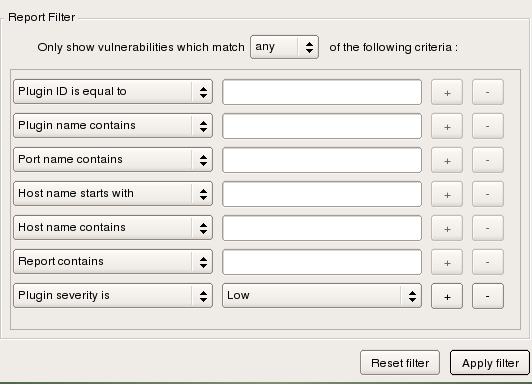 Report Filter
Only show vulnerabilities which match any of the following criteria :
Plugin ID is equal to + -
Plugin name contains + -
Port name contains + -
Host name starts with + -
Host name contains + -
Report contains + -
Plugin severity is Low + -
Reset filter Apply filter